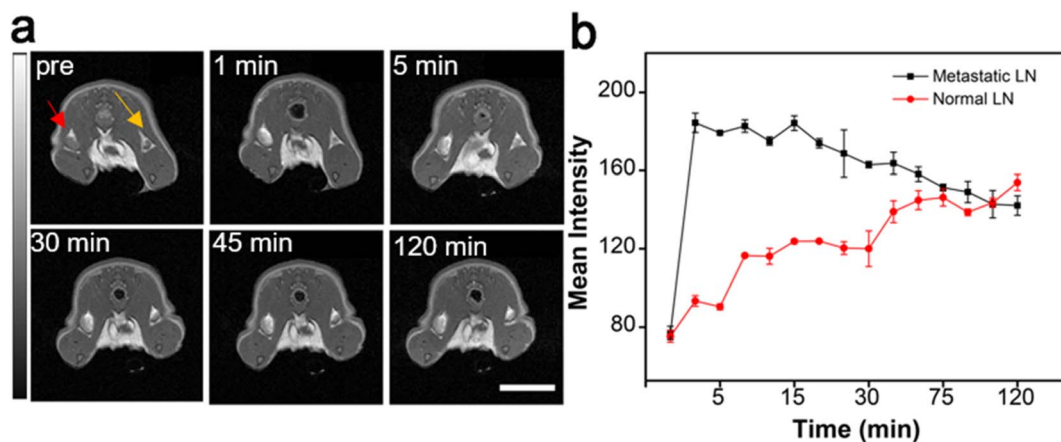 a
pre
1 min
5 min
30 min
45 min
120 min
b
200
160
120
80
Mean Intensity
Metastatic LN
Normal LN
5
15
30
75
120
Time (min)